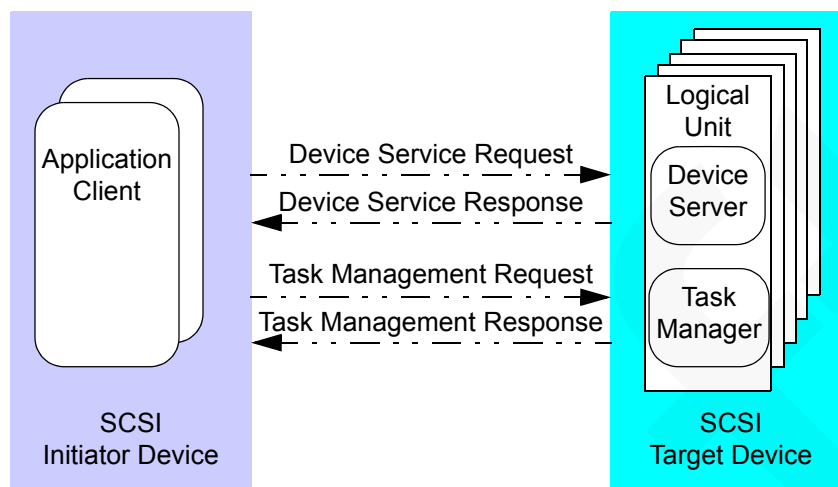 Application
Client
Device Service Request
Device Service Response
Task Management Request
Task Management Response
Logical
Unit
Device
Server
Task
Manager
SCSI
Initiator Device
SCSI
Target Device